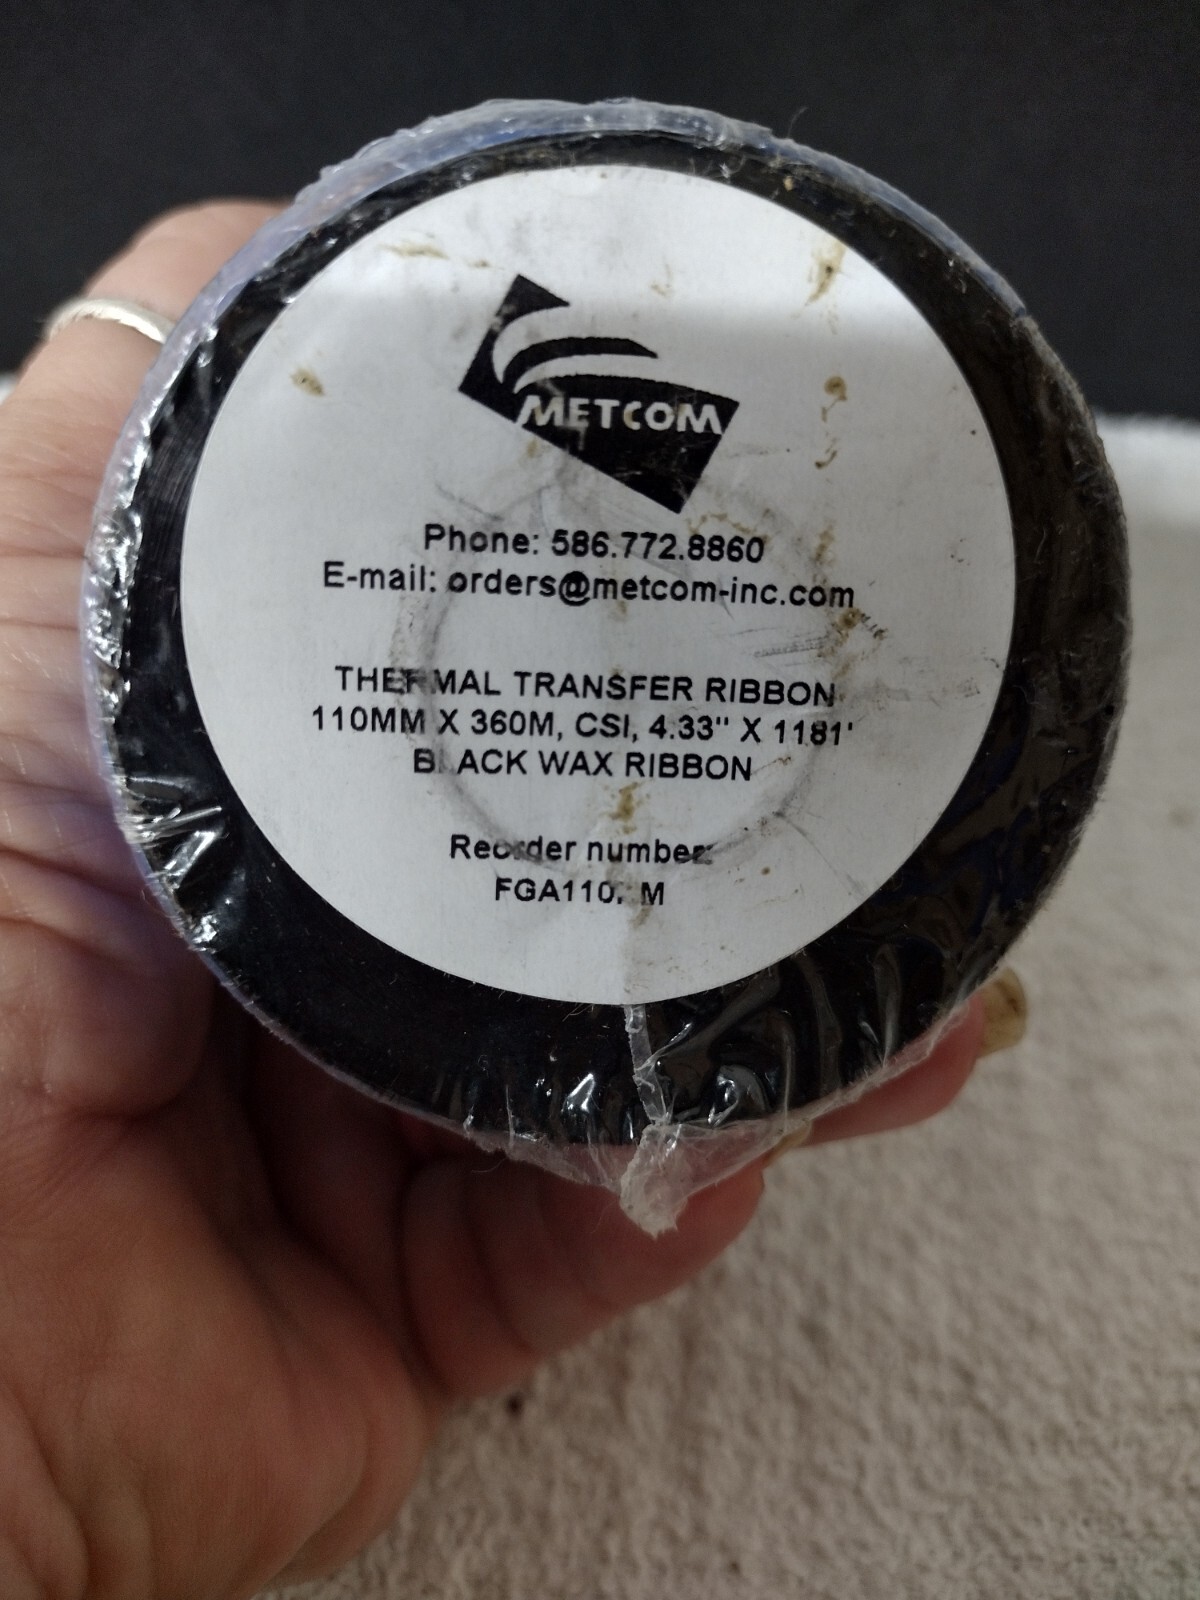 METCOM
Phone: 586.772.8860
E-mail: orders@metcom-inc.com
THERMAL TRANSFER RIBBON
110MM X 360M, CSI, 4.33" X 1181'
BLACK WAX RIBBON
Reorder number: